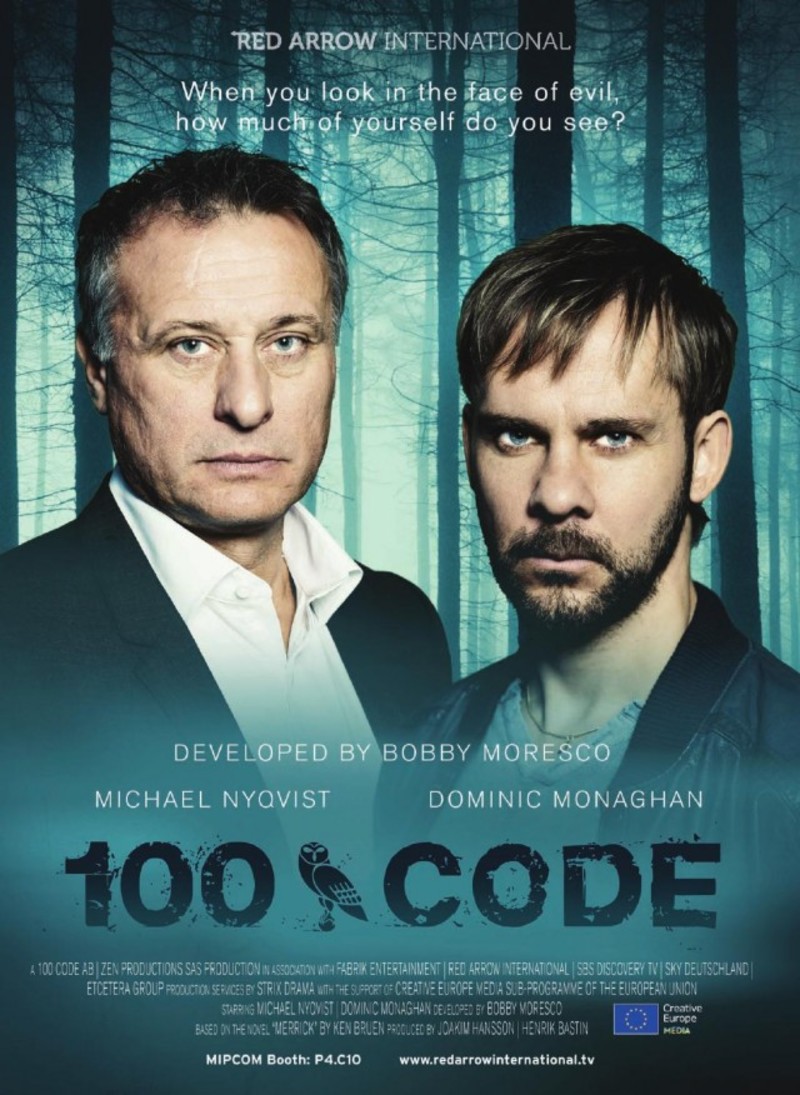 RED ARROW INTERNATIONAL
When you look in the face of evil,
how much of yourself do you see?
DEVELOPED BY BOBBY MORESCO
MICHAEL NYQVIST DOMINIC MONAGHAN
100 CODE
A 100 CODE AB | ZEN PRODUCTIONS SAS PRODUCTION IN ASSOCIATION WITH FABRIK ENTERTAINMENT | RED ARROW INTERNATIONAL | SBS DISCOVERY TV | SKY DEUTSCHLAND |
ETCETERA GROUP PRODUCTION SERVICES BY STRIX DRAMA WITH THE SUPPORT OF CREATIVE EUROPE MEDIA SUB-PROGRAMME OF THE EUROPEAN UNION
STARRING MICHAEL NYQVIST | DOMINIC MONAGHAN DEVELOPED BY BOBBY MORESCO
BASED ON THE NOVEL "MERRICK" BY KEN BRUEN PRODUCED BY JOAKIM HANSSON | HENRIK BASTIN
Creative
Europe
MEDIA
MIPCOM Booth: P4.C10 www.redarrowinternational.tv